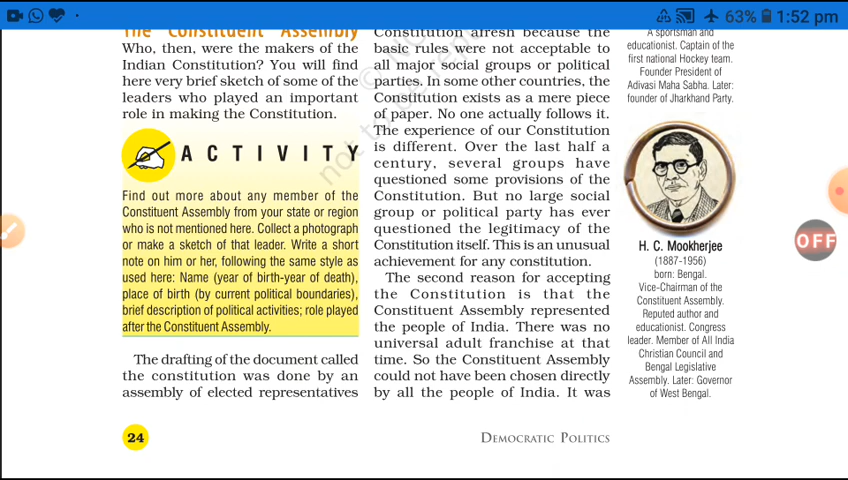 63% 1:52 pm
The Constituent Assembly
Who, then, were the makers of the
Indian Constitution? You will find
here very brief sketch of some of the
leaders who played an important
role in making the Constitution.
ACTIVITY
Find out more about any member of the
Constituent Assembly from your state or region
who is not mentioned here. Collect a photograph
or make a sketch of that leader. Write a short
note on him or her, following the same style as
used here: Name (year of birth-year of death),
place of birth (by current political boundaries),
brief description of political activities; role played
after the Constituent Assembly.
The drafting of the document called
the constitution was done by an
assembly of elected representatives
Constitution afresh because the
basic rules were not acceptable to
all major social groups or political
parties. In some other countries, the
Constitution exists as a mere piece
of paper. No one actually follows it.
The experience of our Constitution
is different. Over the last half a
century, several groups have
questioned some provisions of the
Constitution. But no large social
group or political party has ever
questioned the legitimacy of the
Constitution itself. This is an unusual
achievement for any constitution.
The second reason for accepting
the Constitution is that the
Constituent Assembly represented
the people of India. There was no
universal adult franchise at that
time. So the Constituent Assembly
could not have been chosen directly
by all the people of India. It was
A sportsman and
educationist. Captain of the
first national Hockey team.
Founder President of
Adivasi Maha Sabha. Later:
founder of Jharkhand Party.
H. C. Mookherjee
(1887-1956)
born: Bengal.
Vice-Chairman of the
Constituent Assembly.
Reputed author and
educationist. Congress
leader. Member of All India
Christian Council and
Bengal Legislative
Assembly. Later: Governor
of West Bengal.
OFF
24
DEMOCRATIC POLITICS